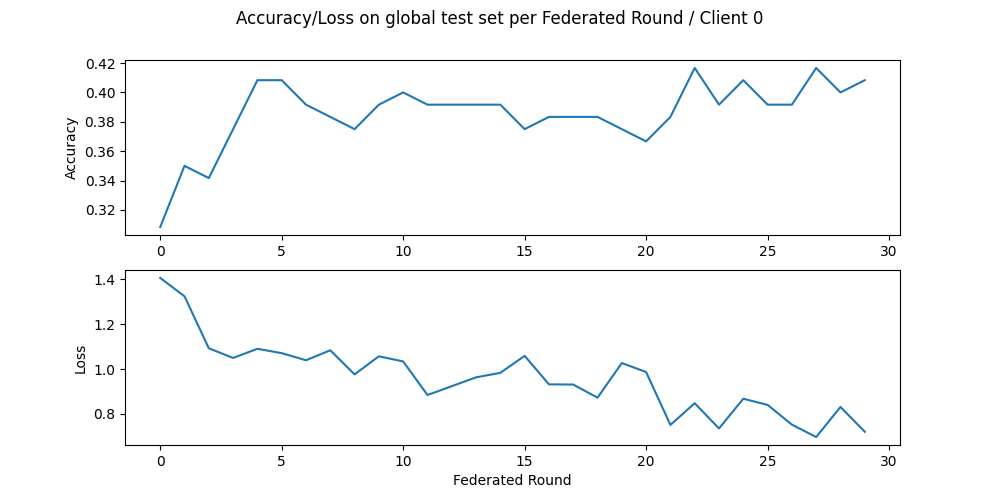 Accuracy/Loss on global test set per Federated Round / Client 0
0.42
0.40
0.38
0.36
0.34
0.32
Accuracy
0 5 10 15 20 25 30
1.4
1.2
1.0
0.8
Loss
0 5 10 15 20 25 30
Federated Round